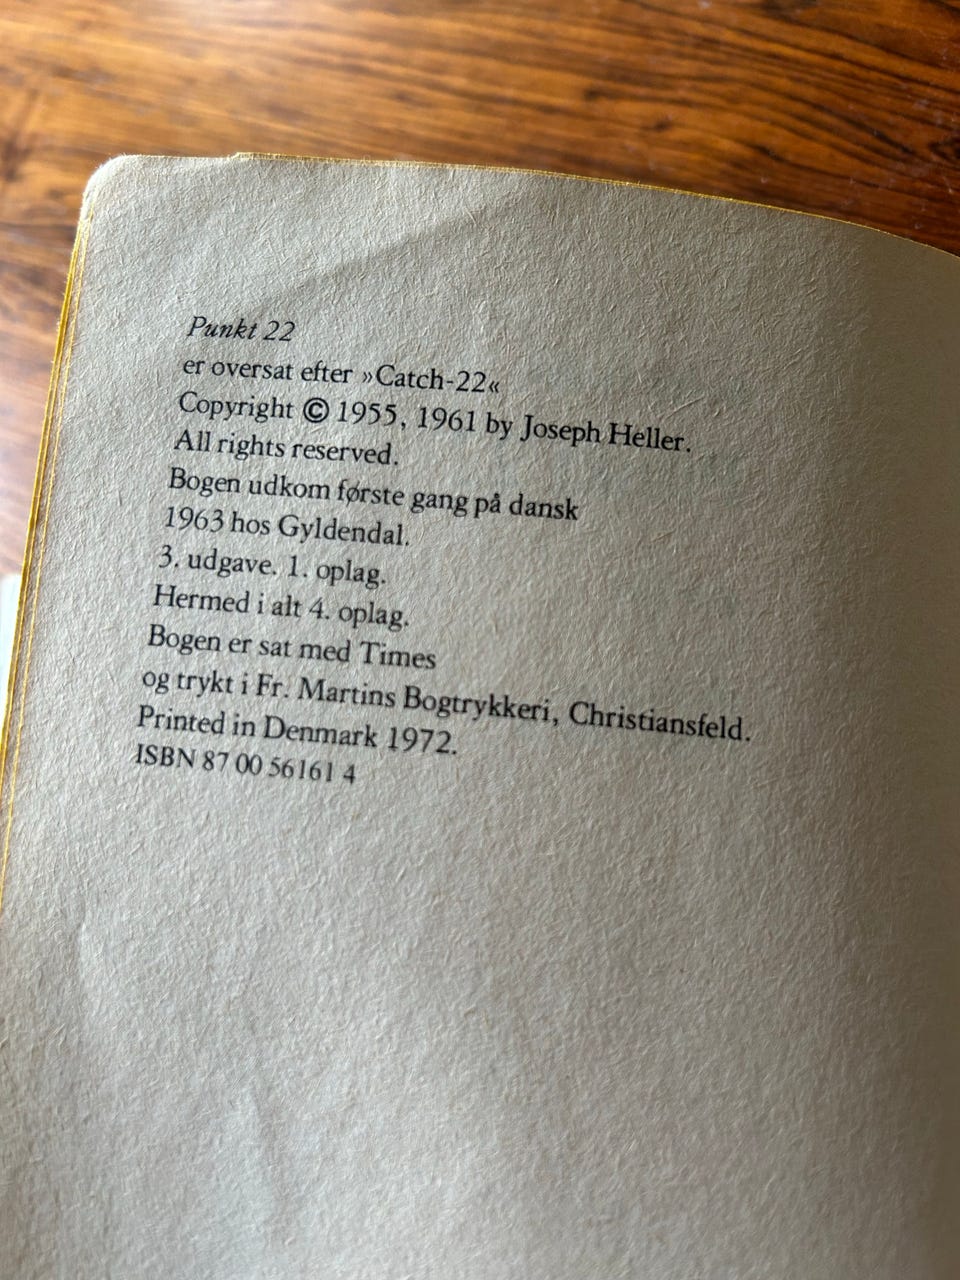 Punkt 22
er oversat efter »Catch-22«
Copyright © 1955, 1961 by Joseph Heller.
All rights reserved.
Bogen udkom første gang på dansk
1963 hos Gyldendal.
3. udgave. 1. oplag.
Hermed i alt 4. oplag.
Bogen er sat med Times
og trykt i Fr. Martins Bogtrykkeri, Christiansfeld.
Printed in Denmark 1972.
ISBN 87 00 56161 4